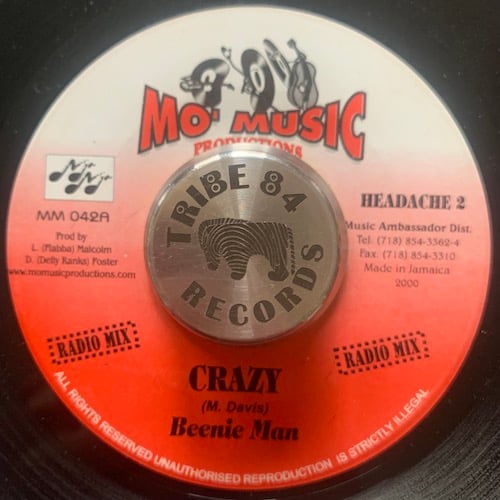 MO' MUSIC
PRODUCTIONS
MM 042A
Prod by
L. (Flabba) Malcolm
D. (Delly Ranks) Foster
www.momusicproductions.com
TRIBE 84
RECORDS
HEADACHE 2
Music Ambassador Dist.
Tel: (718) 854-3362-4
Fax: (718) 854-3310
Made in Jamaica
2000
RADIO MIX
RADIO MIX
CRAZY
(M. Davis)
Beenie Man
ALL RIGHTS RESERVED UNAUTHORISED REPRODUCTION IS STRICTLY ILLEGAL